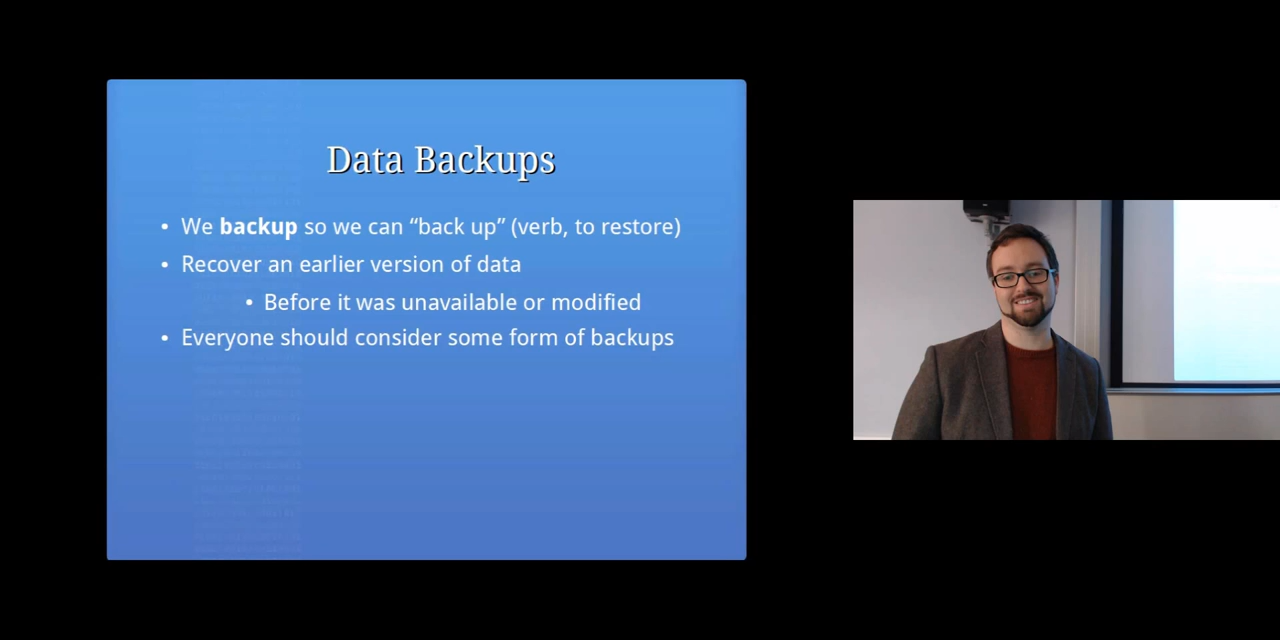 Data Backups
• We backup so we can “back up” (verb, to restore)
• Recover an earlier version of data
• Before it was unavailable or modified
• Everyone should consider some form of backups